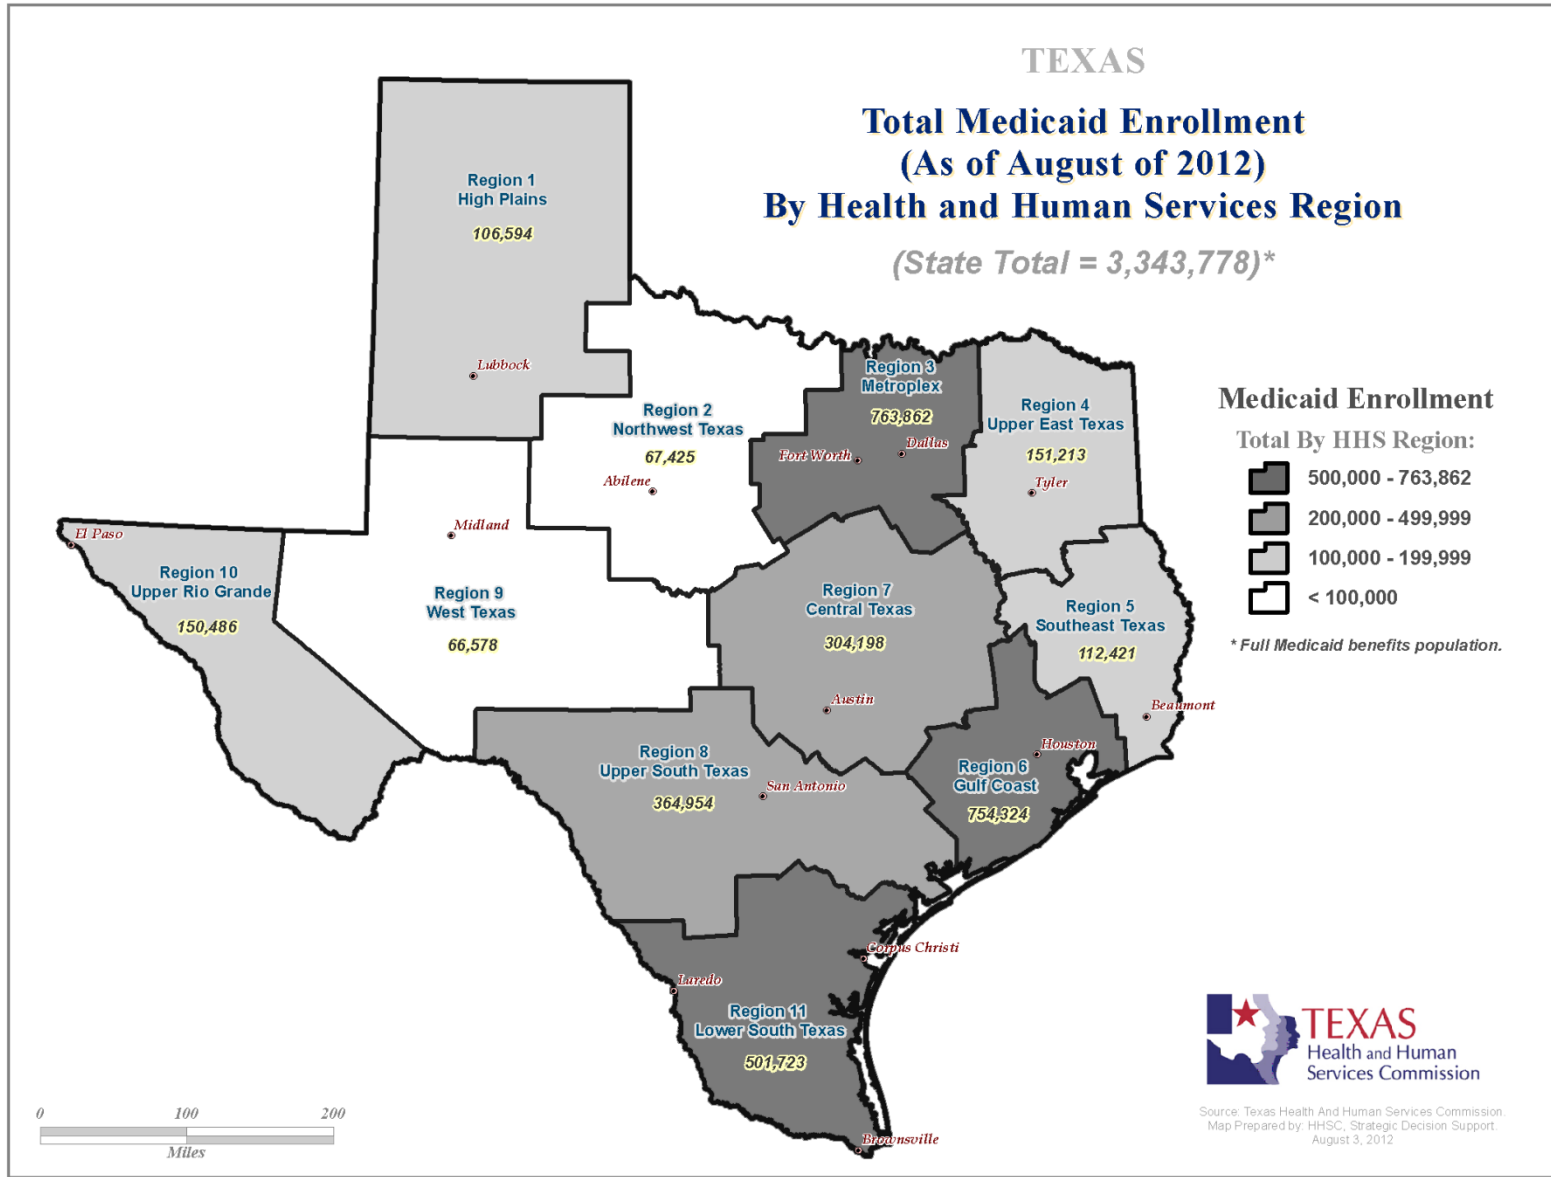 TEXAS
Total Medicaid Enrollment
(As of August of 2012)
By Health and Human Services Region
(State Total = 3,343,778)*
Region 1
High Plains
106,594
Lubbock
Region 2
Northwest Texas
67,425
Abilene
Region 3
Metroplex
763,862
Dallas
Fort Worth
Region 4
Upper East Texas
151,213
Tyler
Medicaid Enrollment
Total By HHS Region:
500,000 - 763,862
200,000 - 499,999
100,000 - 199,999
< 100,000
* Full Medicaid benefits population.
El Paso
Region 10
Upper Rio Grande
150,486
Midland
Region 9
West Texas
66,578
Region 7
Central Texas
304,198
Austin
Region 5
Southeast Texas
112,421
Beaumont
Region 8
Upper South Texas
364,954
San Antonio
Houston
Region 6
Gulf Coast
754,324
Corpus Christi
Laredo
Region 11
Lower South Texas
501,723
Brownsville
0 100 200
Miles
TEXAS
Health and Human
Services Commission
Source: Texas Health And Human Services Commission.
Map Prepared by: HHSC, Strategic Decision Support.
August 3, 2012